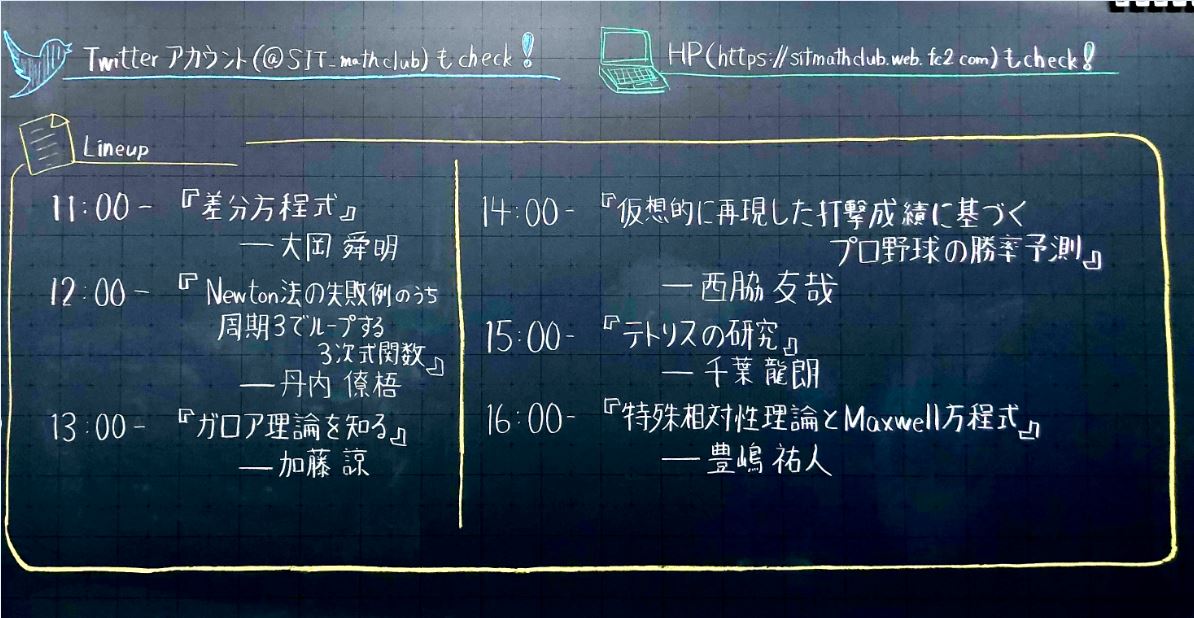 Twitter アカウント(@SIT_mathclub)もcheck!
HP(https://sitmathclub.web.fc2.com)もcheck!
Lineup
11:00- 『差分方程式』
—大岡 舜明
12:00- 『Newton法の失敗例のうち
周期3でループする
3次式関数』
—丹内 僚梧
13:00- 『ガロア理論を知る』
—加藤 諒
14:00- 『仮想的に再現した打撃成績に基づく
プロ野球の勝率予測』
—西脇 友哉
15:00- 『テトリスの研究』
—千葉 龍朗
16:00- 『特殊相対性理論とMaxwell方程式』
—豊嶋 祐人